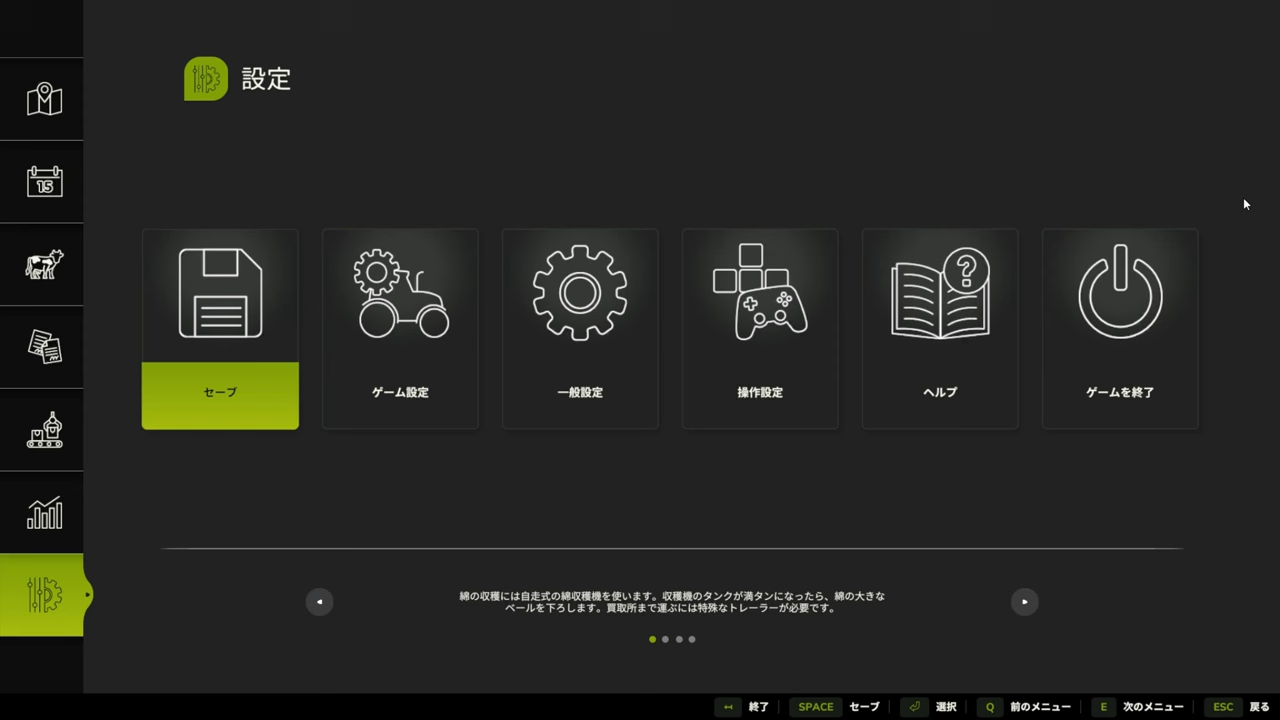 設定
15
セーブ
ゲーム設定
一般設定
操作設定
ヘルプ
ゲームを終了
綿の収穫には自走式の綿収穫機を使います。収穫機のタンクが満タンになったら、綿の大きな
ベールを下ろします。買取所まで運ぶには特殊なトレーラーが必要です。
終了 SPACE セーブ 選択 Q 前のメニュー E 次のメニュー ESC 戻る